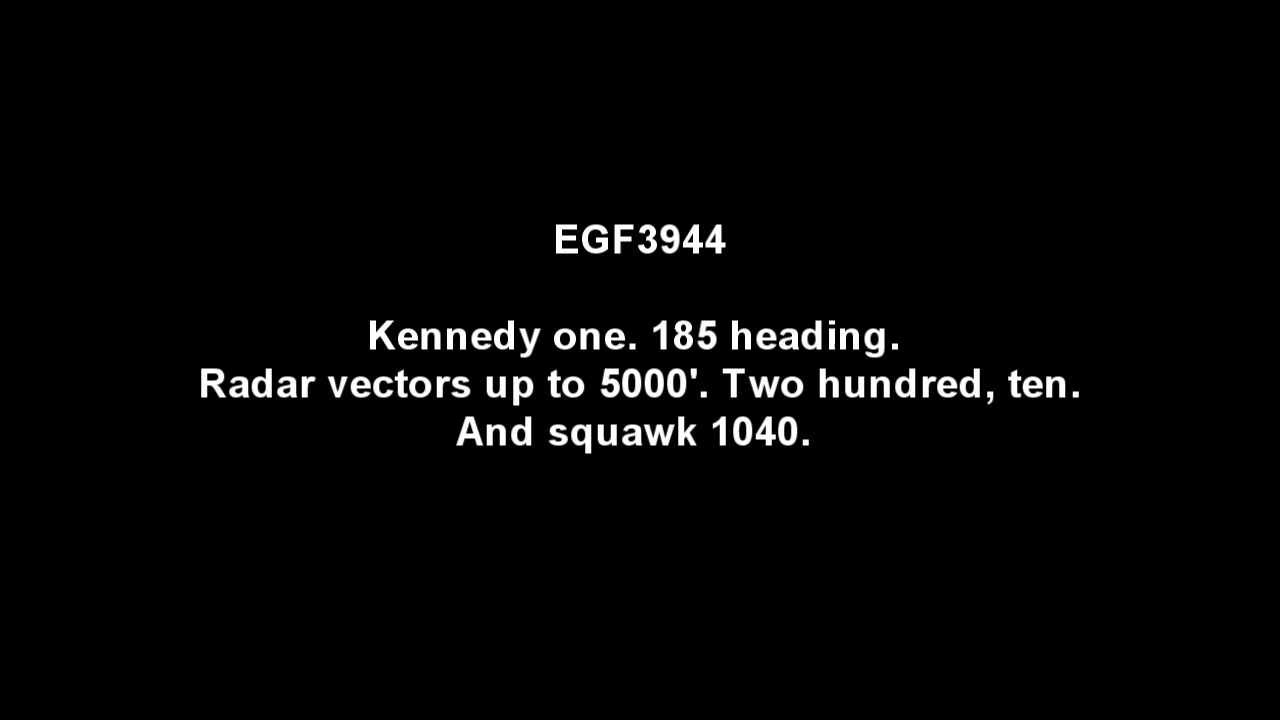 EGF3944
Kennedy one. 185 heading.
Radar vectors up to 5000'. Two hundred, ten.
And squawk 1040.